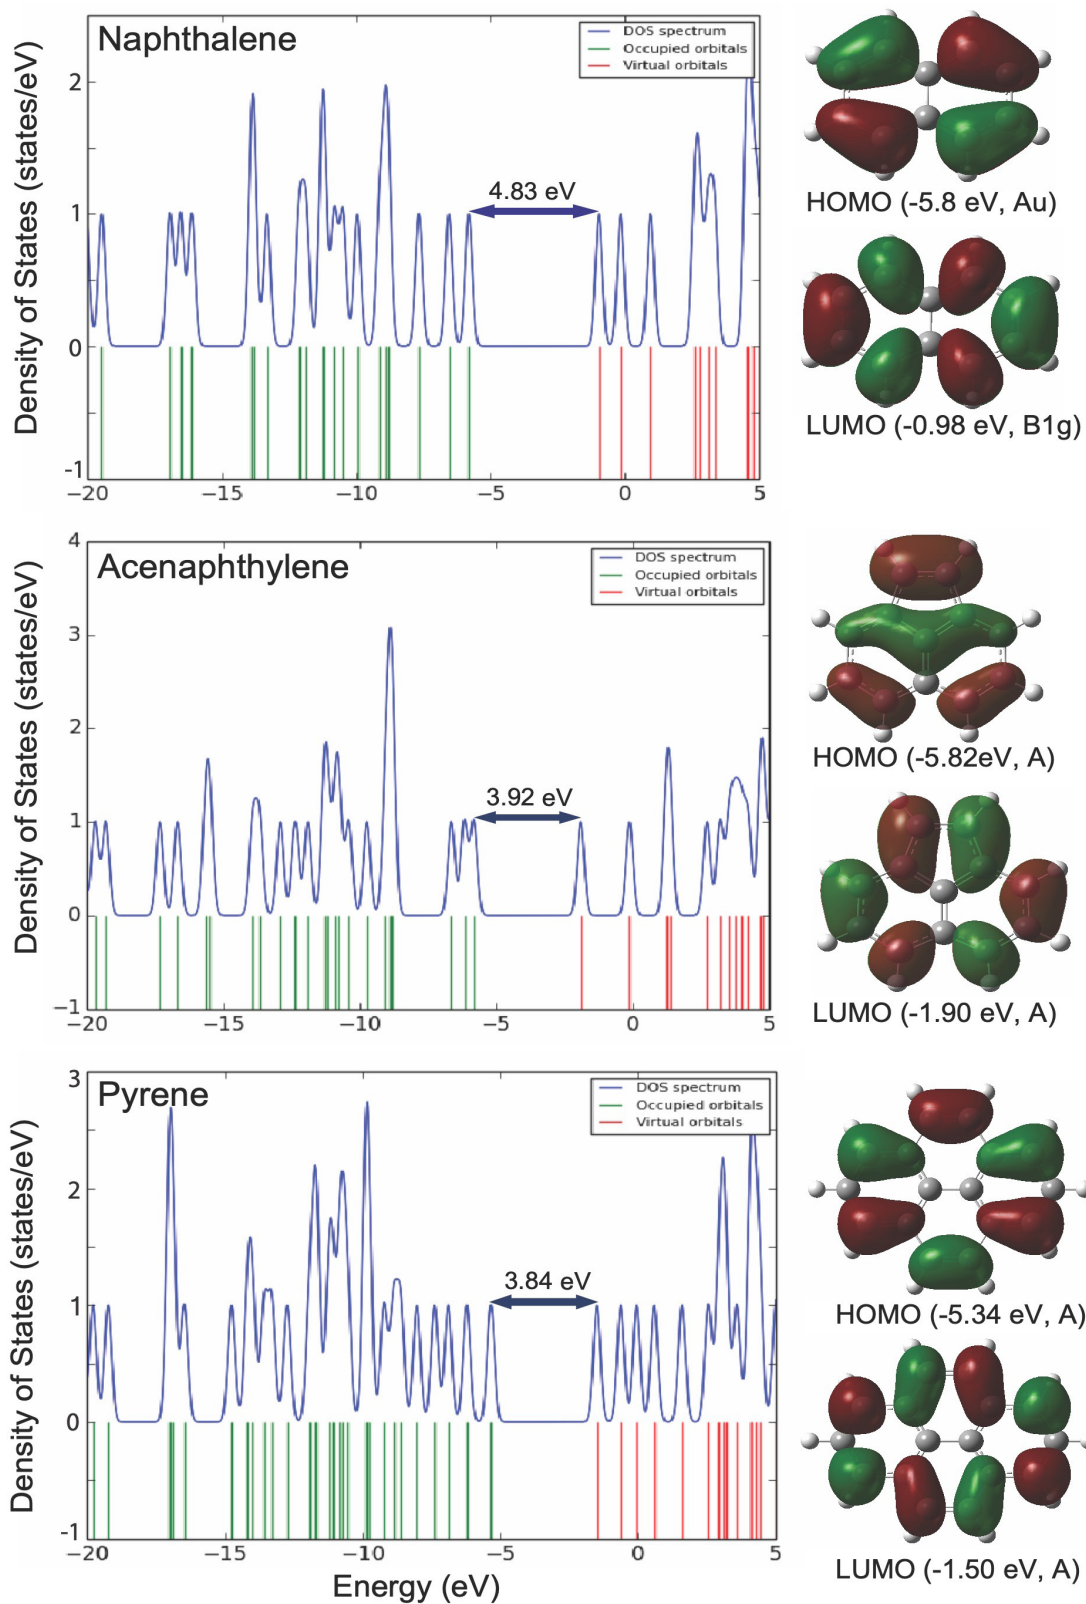 Naphthalene
DOS spectrum
Occupied orbitals
Virtual orbitals
Density of States (states/eV)
2
1
0
-1
4.83 eV
−20
−15
−10
−5
0
5
HOMO (-5.8 eV, Au)
LUMO (-0.98 eV, B1g)
Acenaphthylene
DOS spectrum
Occupied orbitals
Virtual orbitals
Density of States (states/eV)
4
3
2
1
0
−1
3.92 eV
−20
−15
−10
−5
0
5
HOMO (-5.82eV, A)
LUMO (-1.90 eV, A)
Pyrene
DOS spectrum
Occupied orbitals
Virtual orbitals
Density of States (states/eV)
3
2
1
0
-1
3.84 eV
−20
−15
−10
−5
0
5
Energy (eV)
HOMO (-5.34 eV, A)
LUMO (-1.50 eV, A)